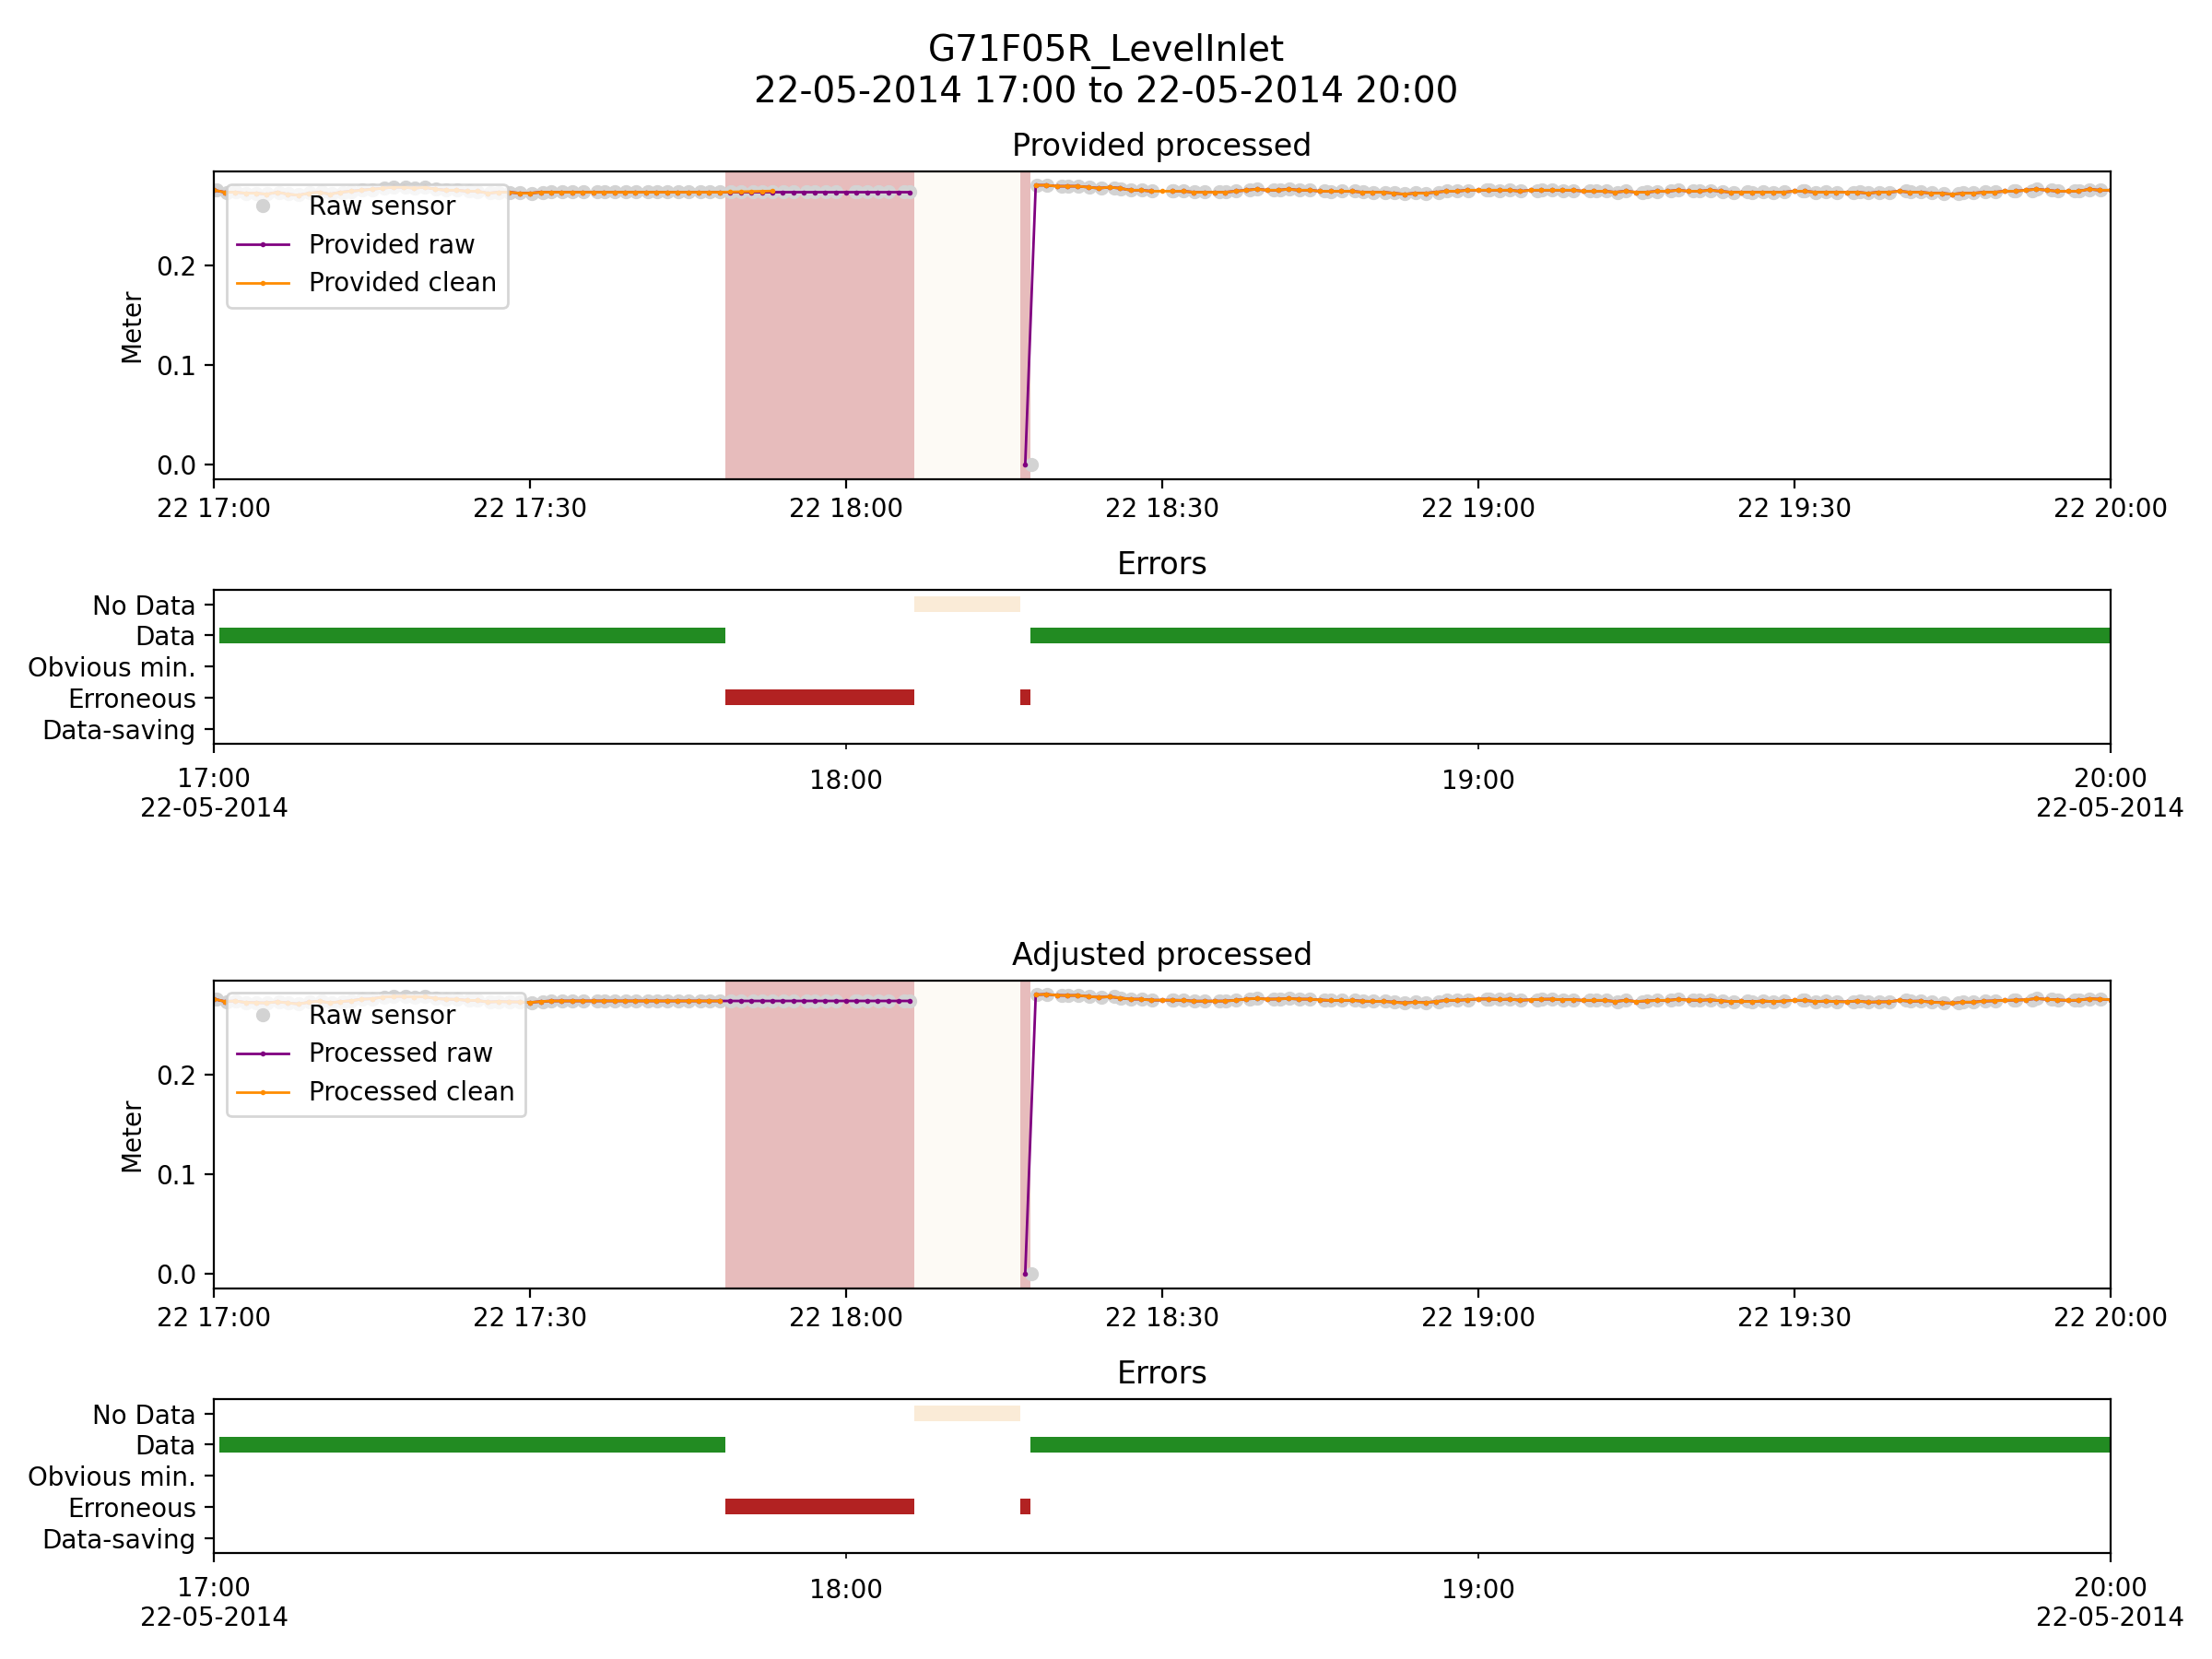 G71F05R_LevelInlet
22-05-2014 17:00 to 22-05-2014 20:00
Provided processed
Raw sensor
Provided raw
Provided clean
Meter
0.2
0.1
0.0
22 17:00 22 17:30 22 18:00 22 18:30 22 19:00 22 19:30 22 20:00
Errors
No Data
Data
Obvious min.
Erroneous
Data-saving
17:00 18:00 19:00 20:00
22-05-2014 22-05-2014
Adjusted processed
Raw sensor
Processed raw
Processed clean
Meter
0.2
0.1
0.0
22 17:00 22 17:30 22 18:00 22 18:30 22 19:00 22 19:30 22 20:00
Errors
No Data
Data
Obvious min.
Erroneous
Data-saving
17:00 18:00 19:00 20:00
22-05-2014 22-05-2014